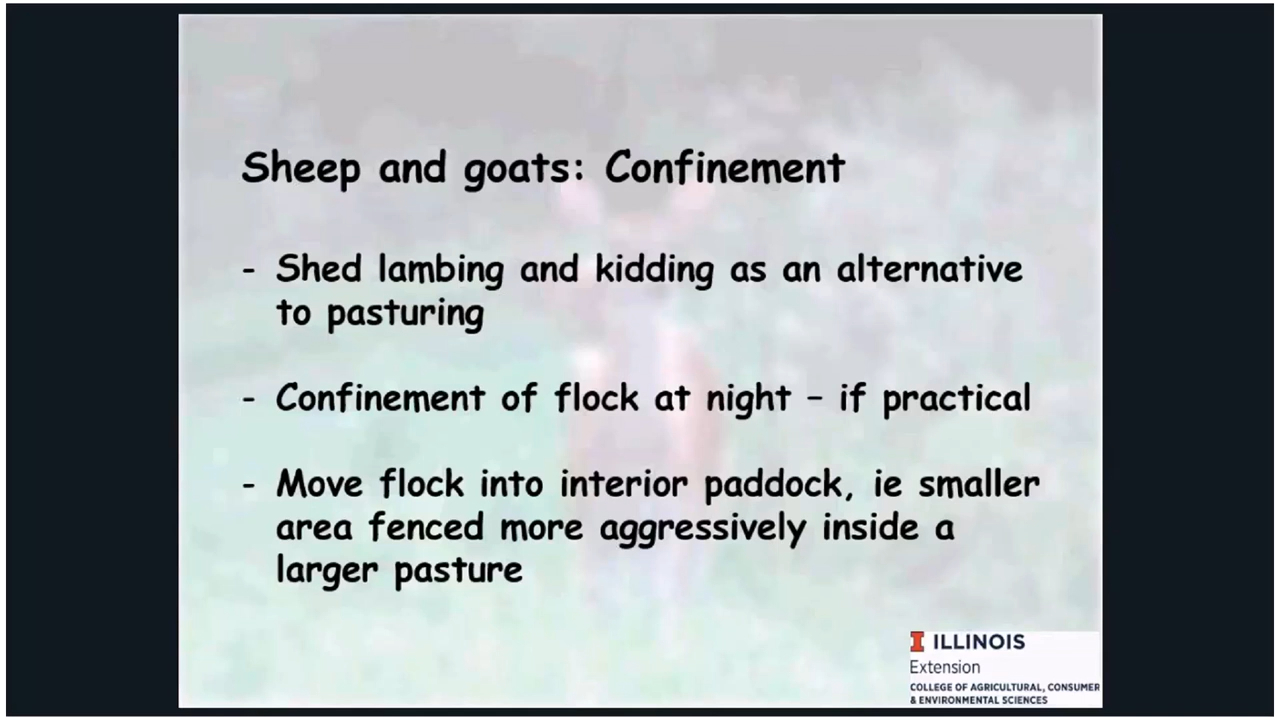 Sheep and goats: Confinement
- Shed lambing and kidding as an alternative
to pasturing
- Confinement of flock at night – if practical
- Move flock into interior paddock, ie smaller
area fenced more aggressively inside a
larger pasture
I ILLINOIS
Extension
COLLEGE OF AGRICULTURAL, CONSUMER
& ENVIRONMENTAL SCIENCES